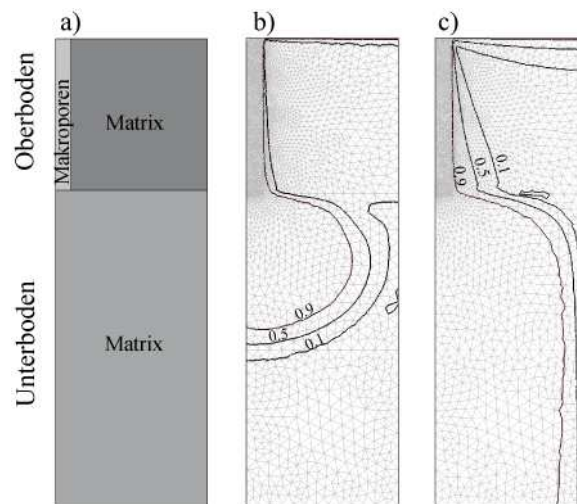 a)
b)
c)
Oberboden
Makroporen
Matrix
Unterboden
Matrix
0.9
0.5
0.1
0.9
0.5
0.1